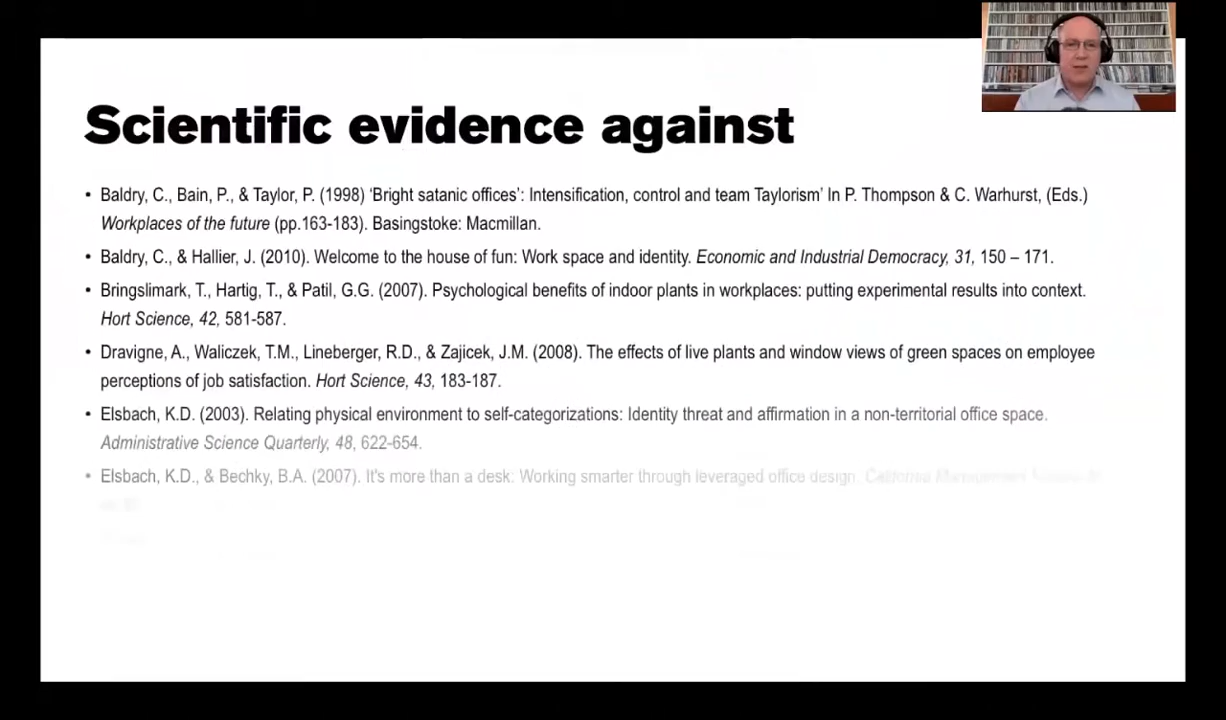 Scientific evidence against
• Baldry, C., Bain, P., & Taylor, P. (1998) ‘Bright satanic offices’: Intensification, control and team Taylorism’ In P. Thompson & C. Warhurst, (Eds.)
Workplaces of the future (pp.163-183). Basingstoke: Macmillan.
• Baldry, C., & Hallier, J. (2010). Welcome to the house of fun: Work space and identity. Economic and Industrial Democracy, 31, 150 – 171.
• Bringslimark, T., Hartig, T., & Patil, G.G. (2007). Psychological benefits of indoor plants in workplaces: putting experimental results into context.
Hort Science, 42, 581-587.
• Dravigne, A., Waliczek, T.M., Lineberger, R.D., & Zajicek, J.M. (2008). The effects of live plants and window views of green spaces on employee
perceptions of job satisfaction. Hort Science, 43, 183-187.
• Elsbach, K.D. (2003). Relating physical environment to self-categorizations: Identity threat and affirmation in a non-territorial office space.
Administrative Science Quarterly, 48, 622-654.
• Elsbach, K.D., & Bechky, B.A. (2007). It's more than a desk: Working smarter through leveraged office design. California Management